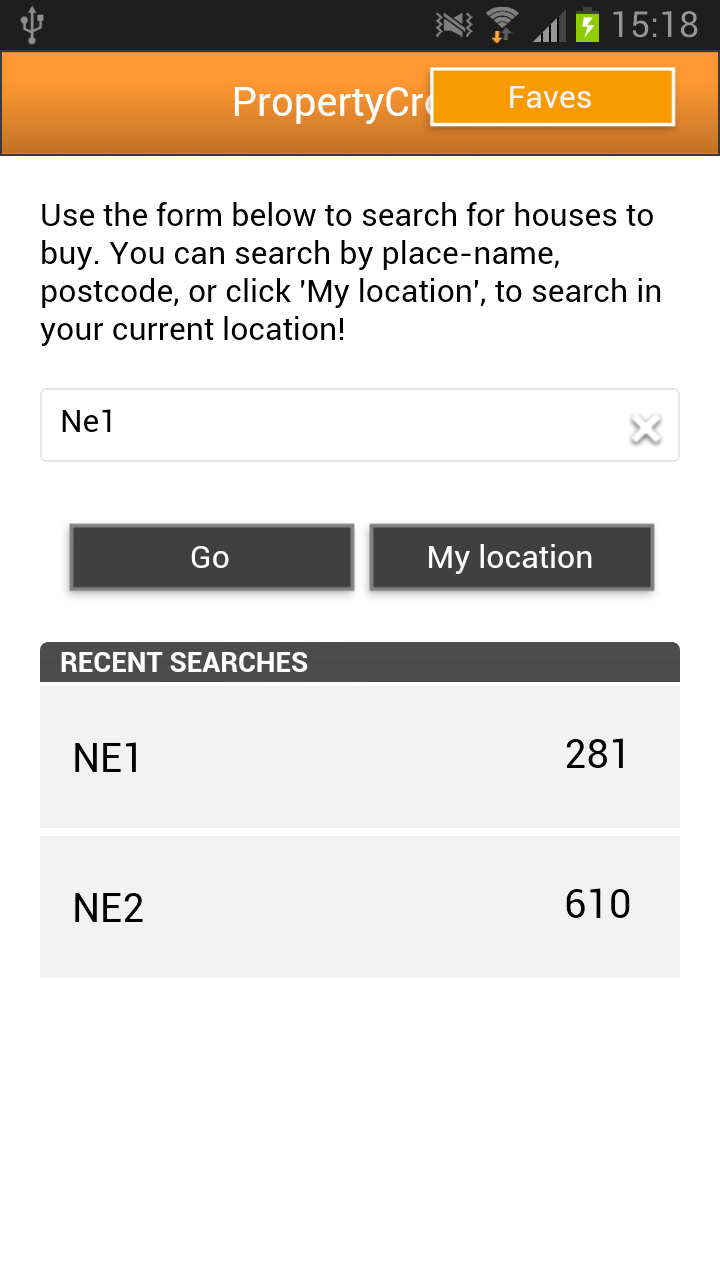 15:18
PropertyCr
Faves
Use the form below to search for houses to
buy. You can search by place-name,
postcode, or click 'My location', to search in
your current location!
Ne1
Go My location
RECENT SEARCHES
NE1 281
NE2 610